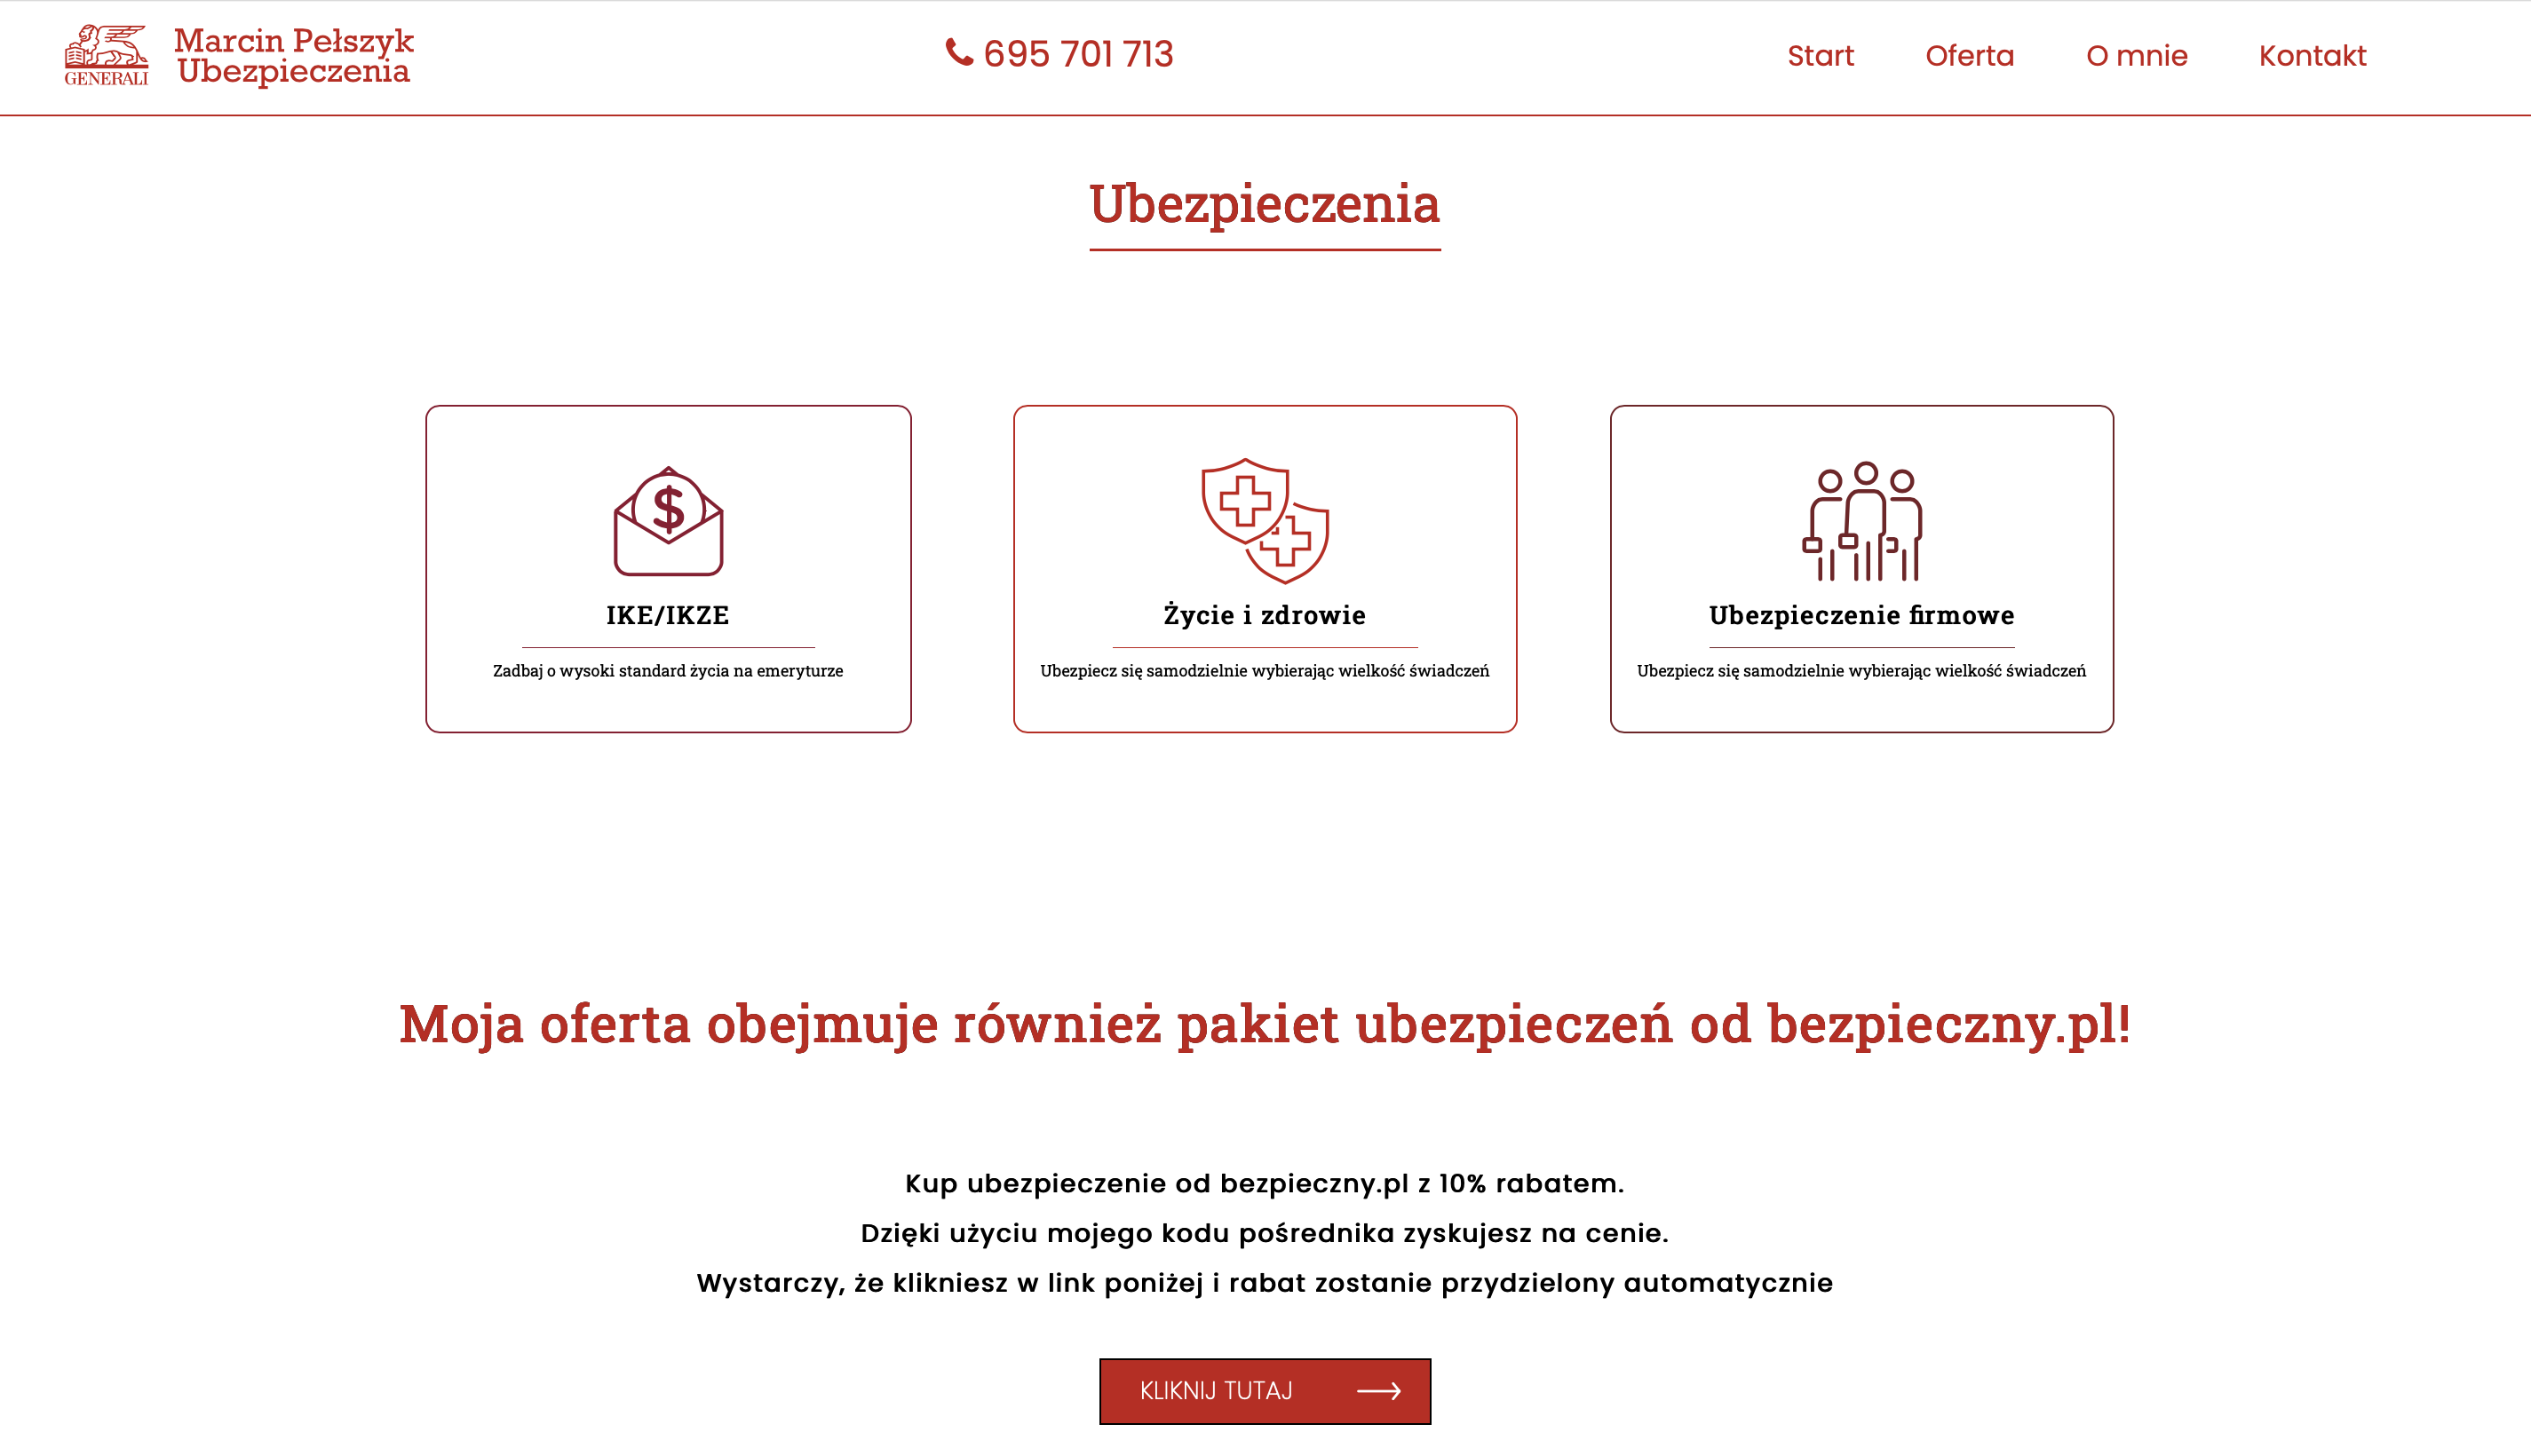 GENERALI
Marcin Pełszyk
Ubezpieczenia
695 701 713
Start
Oferta
O mnie
Kontakt
Ubezpieczenia
$
IKE/IKZE
Zadbaj o wysoki standard życia na emeryturze
Życie i zdrowie
Ubezpiecz się samodzielnie wybierając wielkość świadczeń
Ubezpieczenie firmowe
Ubezpiecz się samodzielnie wybierając wielkość świadczeń
Moja oferta obejmuje również pakiet ubezpieczeń od bezpieczny.pl!
Kup ubezpieczenie od bezpieczny.pl z 10% rabatem.
Dzięki użyciu mojego kodu pośrednika zyskujesz na cenie.
Wystarczy, że klikniesz w link poniżej i rabat zostanie przydzielony automatycznie
KLIKNIJ TUTAJ